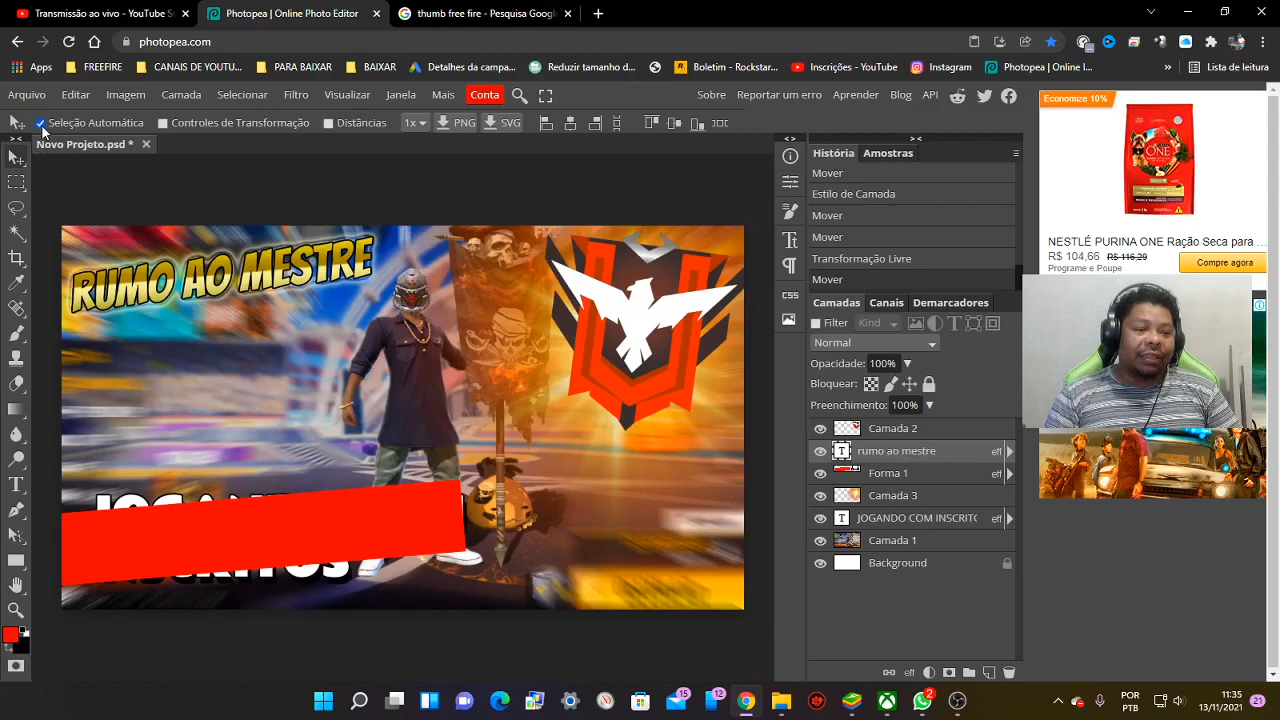 Transmissão ao vivo - YouTube S
Photopea | Online Photo Editor
thumb free fire - Pesquisa Google
photopea.com
Apps
FREEFIRE
CANAIS DE YOUTU...
PARA BAIXAR
BAIXAR
Detalhes da campa...
Reduzir tamanho d...
Boletim - Rockstar...
Inscrições - YouTube
Instagram
Photopea | Online I...
»
Lista de leitura
Arquivo
Editar
Imagem
Camada
Selecionar
Filtro
Visualizar
Janela
Mais
Conta
Sobre
Reportar um erro
Aprender
Blog
API
Seleção Automática
Controles de Transformação
Distâncias
1x
PNG
SVG
Novo Projeto.psd *
História
Amostras
Mover
Estilo de Camada
Mover
Mover
Transformação Livre
Mover
Camadas
Canais
Demarcadores
Filter
Kind
Normal
Opacidade: 100%
Bloquear:
Preenchimento: 100%
Camada 2
rumo ao mestre
eff
Forma 1
eff
Camada 3
JOGANDO COM INSCRITO
eff
Camada 1
Background
eff
CSS
RUMO AO MESTRE
Economize 10%
ONE
NESTLÉ PURINA ONE Ração Seca para ...
R$ 104,66
R$ 116,29
Programe e Poupe
Compre agora
15
12
2
POR
PTB
11:35
13/11/2021
21